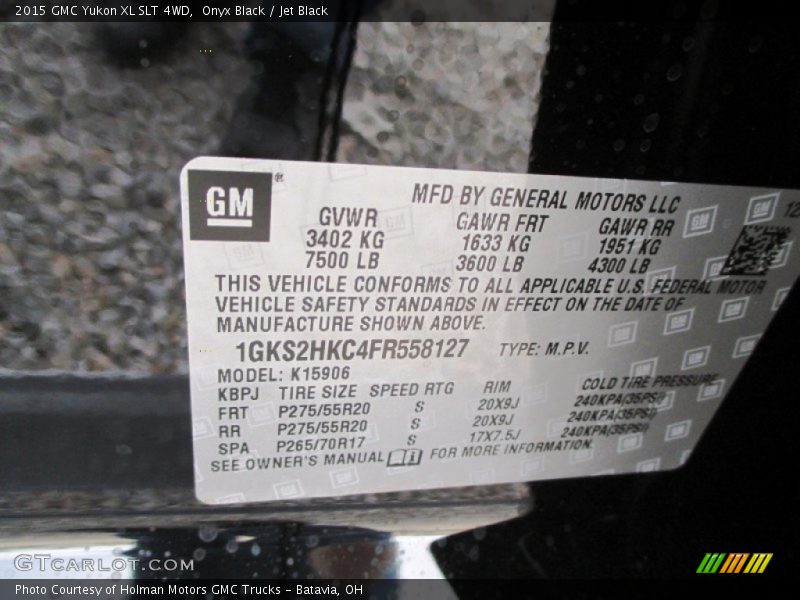 2015 GMC Yukon XL SLT 4WD, Onyx Black / Jet Black
GM®
MFD BY GENERAL MOTORS LLC
GVWR GAWR FRT GAWR RR
3402 KG 1633 KG 1951 KG
7500 LB 3600 LB 4300 LB
THIS VEHICLE CONFORMS TO ALL APPLICABLE U.S. FEDERAL MOTOR
VEHICLE SAFETY STANDARDS IN EFFECT ON THE DATE OF
MANUFACTURE SHOWN ABOVE.
1GKS2HKC4FR558127 TYPE: M.P.V.
MODEL: K15906
KBPJ TIRE SIZE SPEED RTG RIM COLD TIRE PRESSURE
FRT P275/55R20 S 20X9J 240KPA(35PSI)
RR P275/55R20 S 20X9J 240KPA(35PSI)
SPA P265/70R17 S 17X7.5J 240KPA(35PSI)
SEE OWNER'S MANUAL FOR MORE INFORMATION.
GTCARLOT.COM
Photo Courtesy of Holman Motors GMC Trucks – Batavia, OH